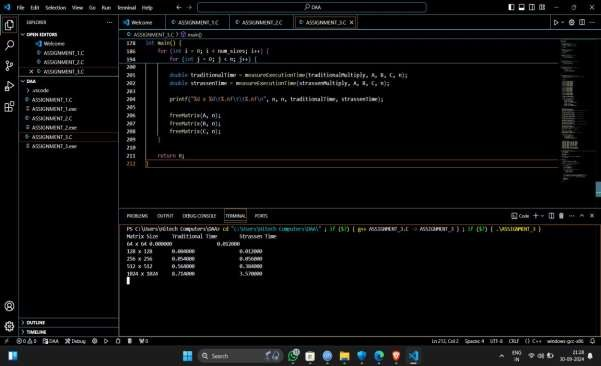 File Edit Selection View Go Run Terminal Help
DAA
EXPLORER
OPEN EDITORS
Welcome
ASSIGNMENT_1.C
ASSIGNMENT_2.C
ASSIGNMENT_3.C
DAA
.vscode
ASSIGNMENT_1.C
ASSIGNMENT_1.exe
ASSIGNMENT_2.C
ASSIGNMENT_2.exe
ASSIGNMENT_3.C
ASSIGNMENT_3.exe
OUTLINE
TIMELINE
Welcome ASSIGNMENT_1.C ASSIGNMENT_2.C ASSIGNMENT_3.C
ASSIGNMENT_3.C > main()
178 int main() {
186 for (int i = 0; i < num_sizes; i++) {
194 for (int j = 0; j < n; j++) {
200
201 double traditionalTime = measureExecutionTime(traditionalMultiply, A, B, C, n);
202 double strassenTime = measureExecutionTime(strassenMultiply, A, B, C, n);
203
204 printf("%d x %d\t%.6f\t\t%.6f\n", n, n, traditionalTime, strassenTime);
205
206 freeMatrix(A, n);
207 freeMatrix(B, n);
208 freeMatrix(C, n);
209 }
210
211 return 0;
212 }
PROBLEMS OUTPUT DEBUG CONSOLE TERMINAL PORTS
Code
PS C:\Users\Hitech Computers\DAA> cd "c:\Users\Hitech Computers\DAA\" ; if ($?) { g++ ASSIGNMENT_3.C -o ASSIGNMENT_3 } ; if ($?) { .\ASSIGNMENT_3 }
Matrix Size Traditional Time Strassen Time
64 x 64 0.000000 0.012000
128 x 128 0.004000 0.012000
256 x 256 0.054000 0.056000
512 x 512 0.564000 0.384000
1024 x 1024 3.570000
0 0 DAA Debug
Ln 212, Col 2 Spaces: 4 UTF-8 CRLF C++ windows-gcc-x86
Search
ENG
IN
21:28
30-09-2024